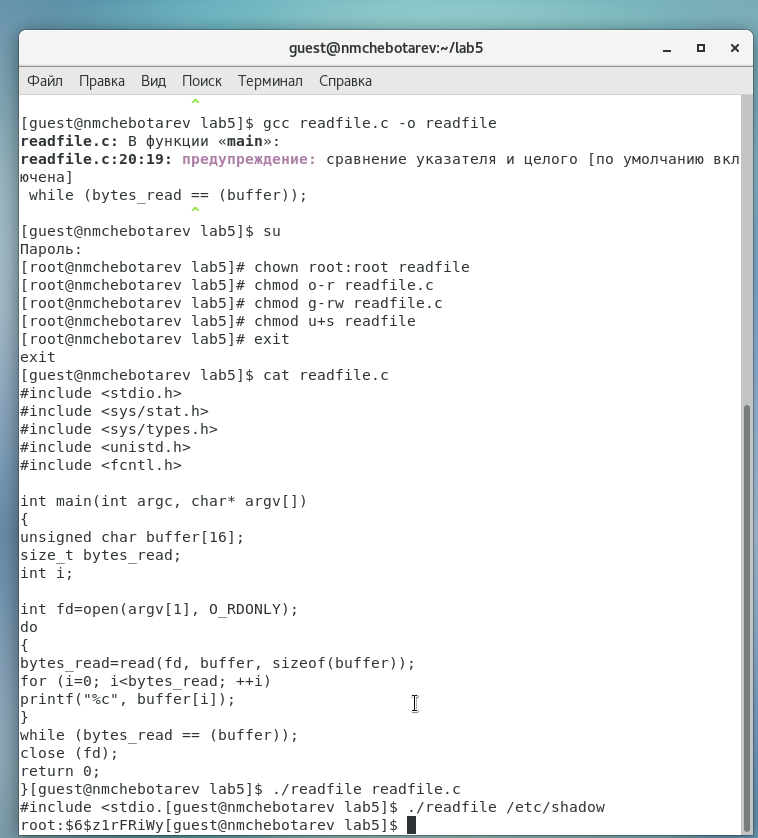 guest@nmchebotarev:~/lab5
Файл Правка Вид Поиск Терминал Справка
^
[guest@nmchebotarev lab5]$ gcc readfile.c -o readfile
readfile.c: В функции «main»:
readfile.c:20:19: предупреждение: сравнение указателя и целого [по умолчанию вкл
ючена]
 while (bytes_read == (buffer));
^
[guest@nmchebotarev lab5]$ su
Пароль:
[root@nmchebotarev lab5]# chown root:root readfile
[root@nmchebotarev lab5]# chmod o-r readfile.c
[root@nmchebotarev lab5]# chmod g-rw readfile.c
[root@nmchebotarev lab5]# chmod u+s readfile
[root@nmchebotarev lab5]# exit
exit
[guest@nmchebotarev lab5]$ cat readfile.c
#include <stdio.h>
#include <sys/stat.h>
#include <sys/types.h>
#include <unistd.h>
#include <fcntl.h>
int main(int argc, char* argv[])
{
unsigned char buffer[16];
size_t bytes_read;
int i;
int fd=open(argv[1], O_RDONLY);
do
{
bytes_read=read(fd, buffer, sizeof(buffer));
for (i=0; i<bytes_read; ++i)
printf("%c", buffer[i]);
}
while (bytes_read == (buffer));
close (fd);
return 0;
}[guest@nmchebotarev lab5]$ ./readfile readfile.c
#include <stdio.[guest@nmchebotarev lab5]$ ./readfile /etc/shadow
root:$6$z1rFRiWy[guest@nmchebotarev lab5]$